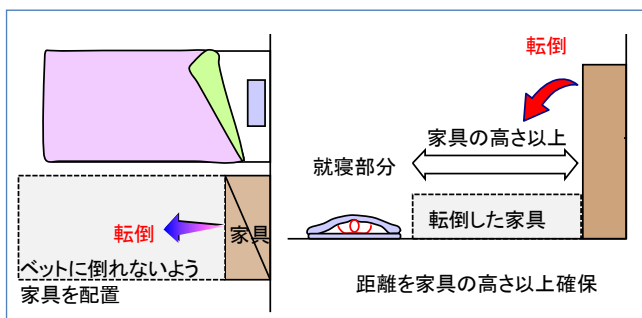 転倒
家具
ベットに倒れないよう
家具を配置
転倒
家具の高さ以上
就寝部分
転倒した家具
距離を家具の高さ以上確保